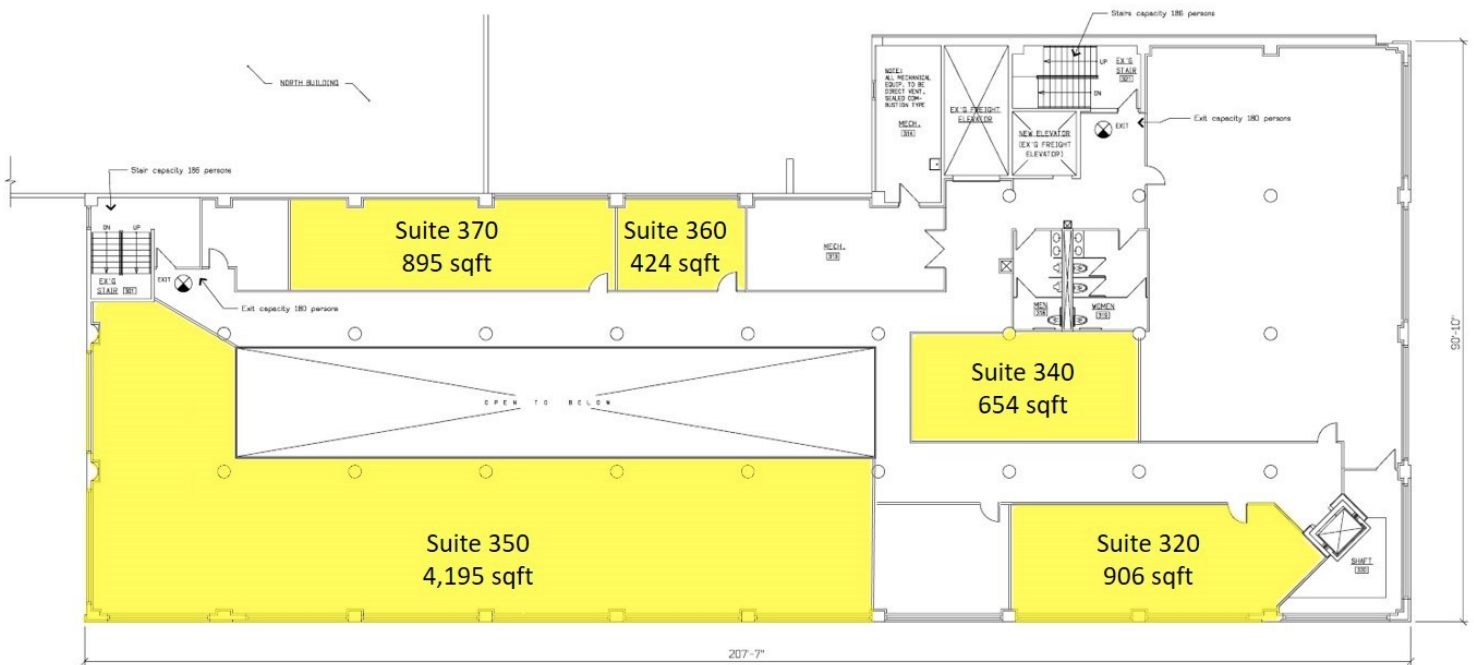 Stairs capacity 186 persons
NORTH BUILDING
NOTE:
ALL MECHANICAL
EQUIP. TO BE
DIRECT VENT,
SEALED COM-
BUSTION TYPE
MECH.
314
EX'G FREIGHT
ELEVATOR
UP
DN
EX'G
STAIR
NEW ELEVATOR
(EX'G FREIGHT
ELEVATOR)
EXIT
Exit capacity 180 persons
Stair capacity 186 persons
DN UP
EX'G
STAIR
EXIT
Exit capacity 180 persons
Suite 370
895 sqft
Suite 360
424 sqft
MECH.
313
MEN
WOMEN
OPEN TO BELOW
Suite 340
654 sqft
90'-10"
Suite 350
4,195 sqft
Suite 320
906 sqft
SHAFT
207'-7"